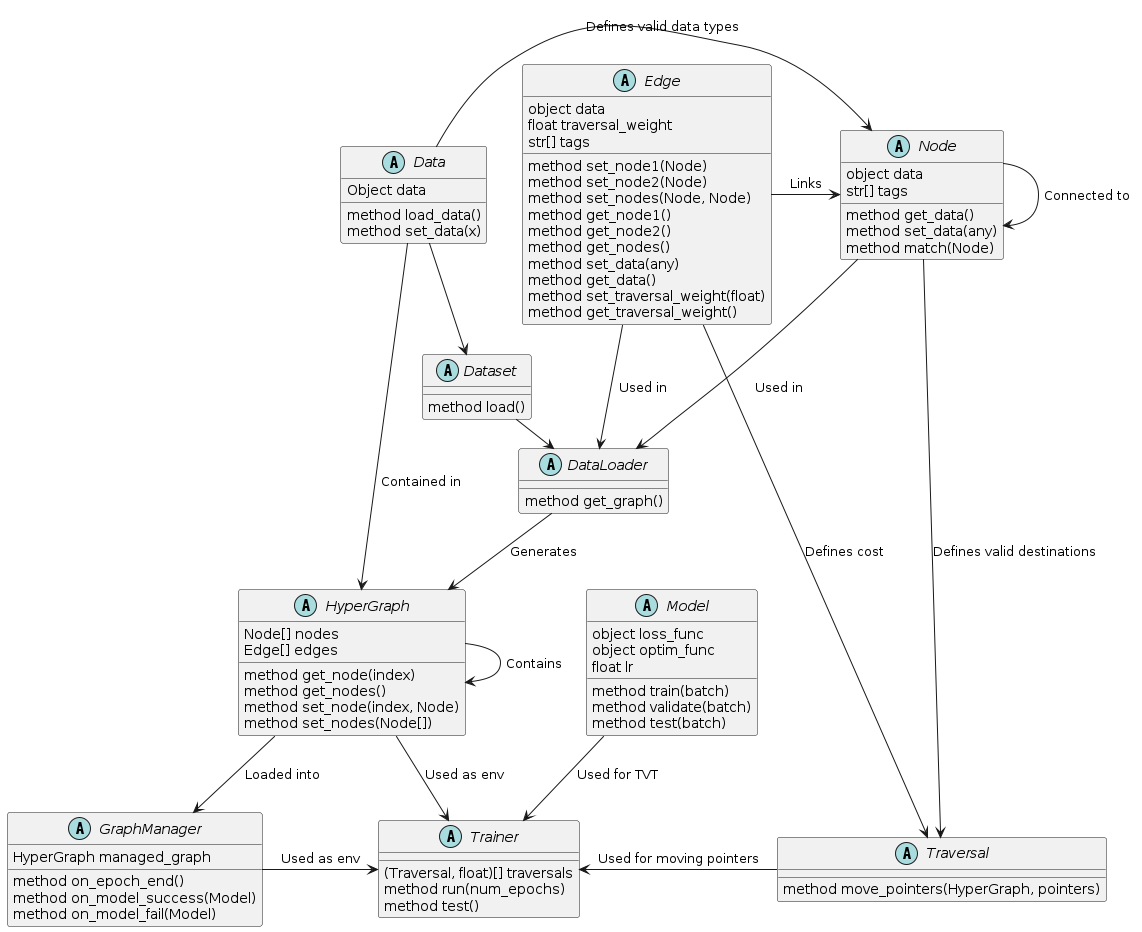 Defines valid data types
A Edge
object data
float traversal_weight
str[] tags
method set_node1(Node)
method set_node2(Node)
method set_nodes(Node, Node)
method get_node1()
method get_node2()
method get_nodes()
method set_data(any)
method get_data()
method set_traversal_weight(float)
method get_traversal_weight()
A Node
object data
str[] tags
method get_data()
method set_data(any)
method match(Node)
A Data
Object data
method load_data()
method set_data(x)
Links
Connected to
A Dataset
method load()
Used in
Used in
A DataLoader
method get_graph()
Contained in
Generates
Defines cost
Defines valid destinations
A HyperGraph
Node[] nodes
Edge[] edges
method get_node(index)
method get_nodes()
method set_node(index, Node)
method set_nodes(Node[])
Contains
A Model
object loss_func
object optim_func
float lr
method train(batch)
method validate(batch)
method test(batch)
Loaded into
Used as env
Used for TVT
A GraphManager
HyperGraph managed_graph
method on_epoch_end()
method on_model_success(Model)
method on_model_fail(Model)
Used as env
A Trainer
(Traversal, float)[] traversals
method run(num_epochs)
method test()
Used for moving pointers
A Traversal
method move_pointers(HyperGraph, pointers)